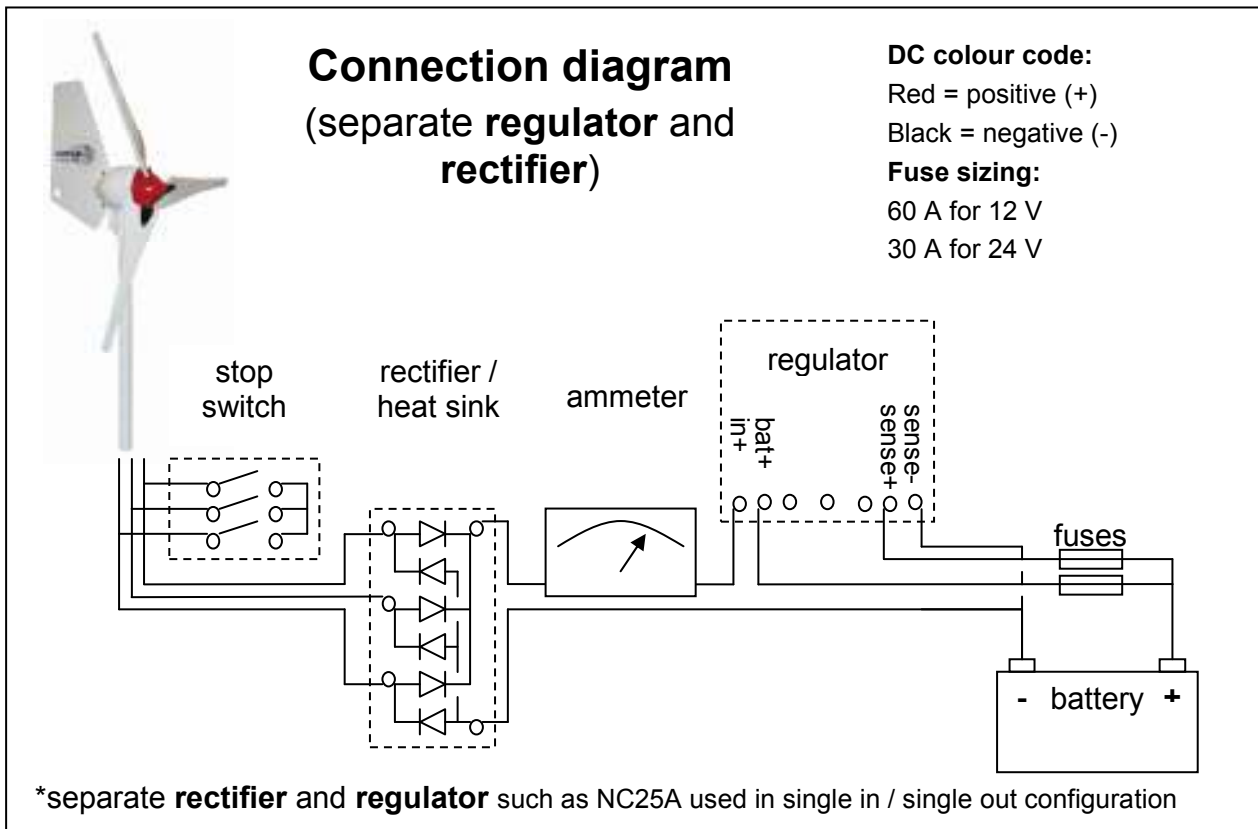 Connection diagram
(separate regulator and
rectifier)
DC colour code:
Red = positive (+)
Black = negative (-)
Fuse sizing:
60 A for 12 V
30 A for 24 V
stop
switch
rectifier /
heat sink
ammeter
regulator
in+
bat+
sense+
sense-
fuses
- battery +
*separate rectifier and regulator such as NC25A used in single in / single out configuration